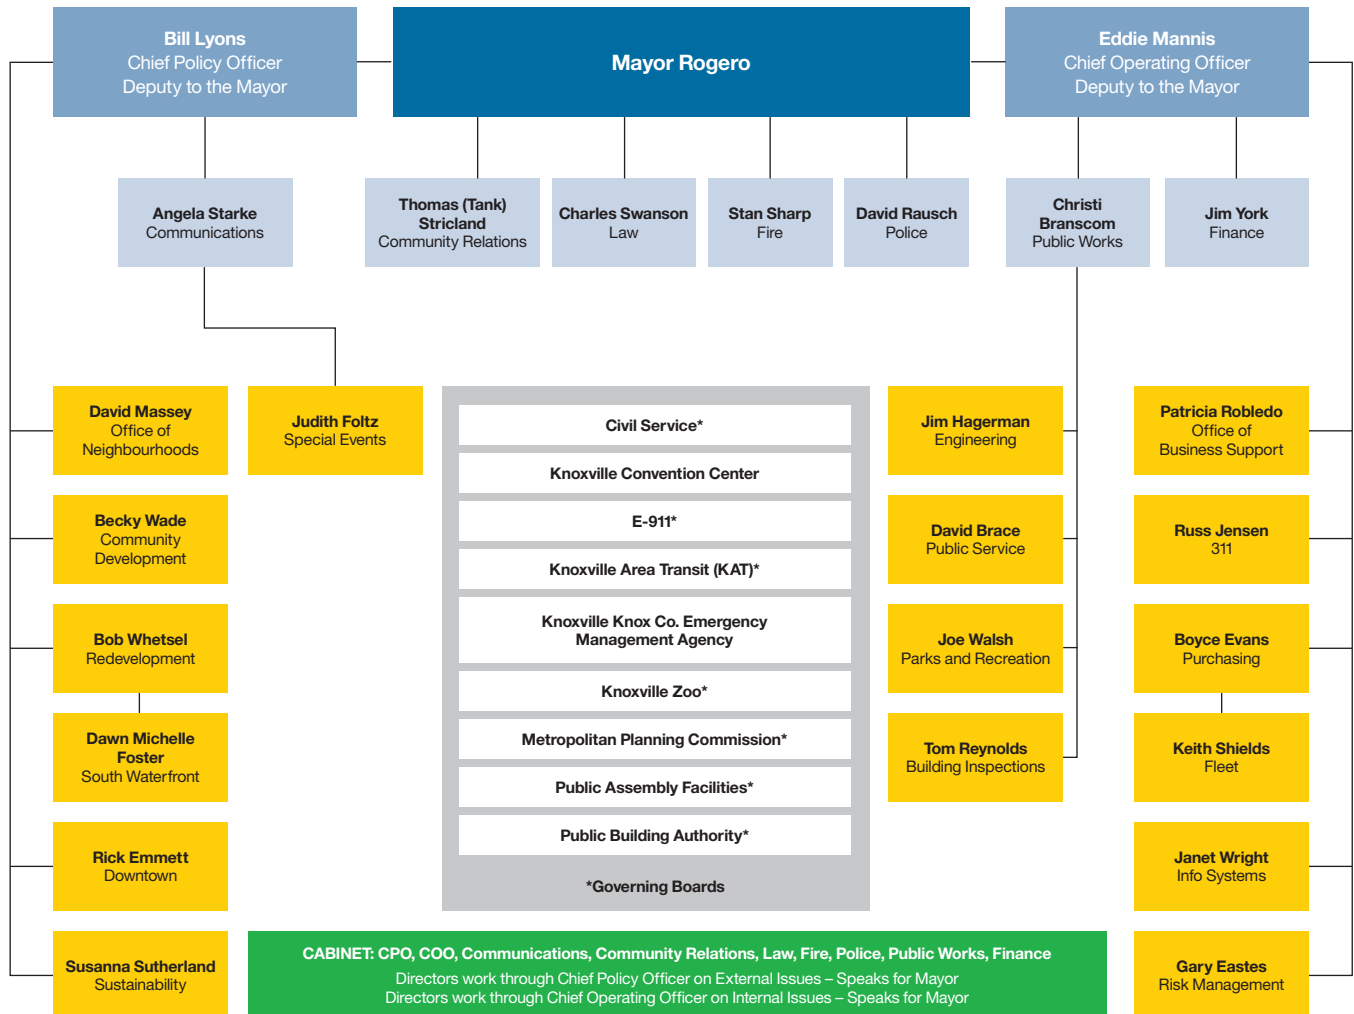 Bill Lyons
Chief Policy Officer
Deputy to the Mayor
Mayor Rogero
Eddie Mannis
Chief Operating Officer
Deputy to the Mayor
Angela Starke
Communications
Thomas (Tank)
Stricland
Community Relations
Charles Swanson
Law
Stan Sharp
Fire
David Rausch
Police
Christi
Branscom
Public Works
Jim York
Finance
David Massey
Office of
Neighbourhoods
Judith Foltz
Special Events
Becky Wade
Community
Development
Bob Whetsel
Redevelopment
Dawn Michelle
Foster
South Waterfront
Rick Emmett
Downtown
Susanna Sutherland
Sustainability
Civil Service*
Knoxville Convention Center
E-911*
Knoxville Area Transit (KAT)*
Knoxville Knox Co. Emergency
Management Agency
Knoxville Zoo*
Metropolitan Planning Commission*
Public Assembly Facilities*
Public Building Authority*
*Governing Boards
Jim Hagerman
Engineering
David Brace
Public Service
Joe Walsh
Parks and Recreation
Tom Reynolds
Building Inspections
Patricia Robledo
Office of
Business Support
Russ Jensen
311
Boyce Evans
Purchasing
Keith Shields
Fleet
Janet Wright
Info Systems
Gary Eastes
Risk Management
CABINET: CPO, COO, Communications, Community Relations, Law, Fire, Police, Public Works, Finance
Directors work through Chief Policy Officer on External Issues – Speaks for Mayor
Directors work through Chief Operating Officer on Internal Issues – Speaks for Mayor